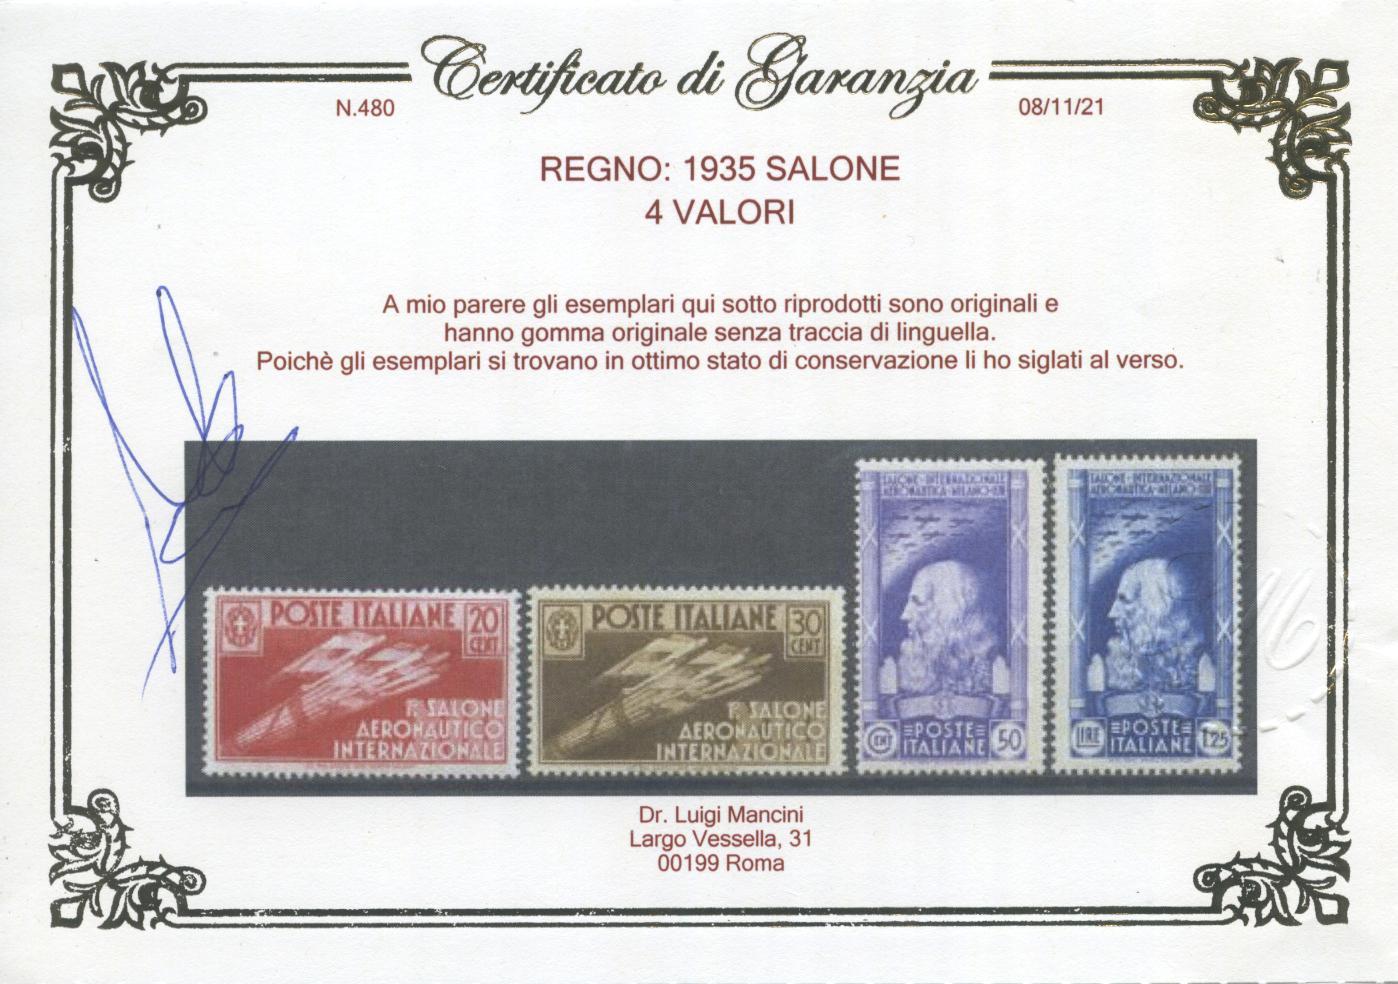 Certificato di Garanzia
N.480
08/11/21
REGNO: 1935 SALONE
4 VALORI
A mio parere gli esemplari qui sotto riprodotti sono originali e
hanno gomma originale senza traccia di linguella.
Poichè gli esemplari si trovano in ottimo stato di conservazione li ho siglati al verso.
POSTE ITALIANE 20
CENT
SALONE
AERONAUTICO
INTERNAZIONALE
POSTE ITALIANE 30
CENT
SALONE
AERONAUTICO
INTERNAZIONALE
SALONE INTERNAZIONALE
AERONAUTICA MILANO
CENT POSTE 50
ITALIANE
SALONE INTERNAZIONALE
AERONAUTICA MILANO
LIRE POSTE 1,25
ITALIANE
M
Dr. Luigi Mancini
Largo Vessella, 31
00199 Roma